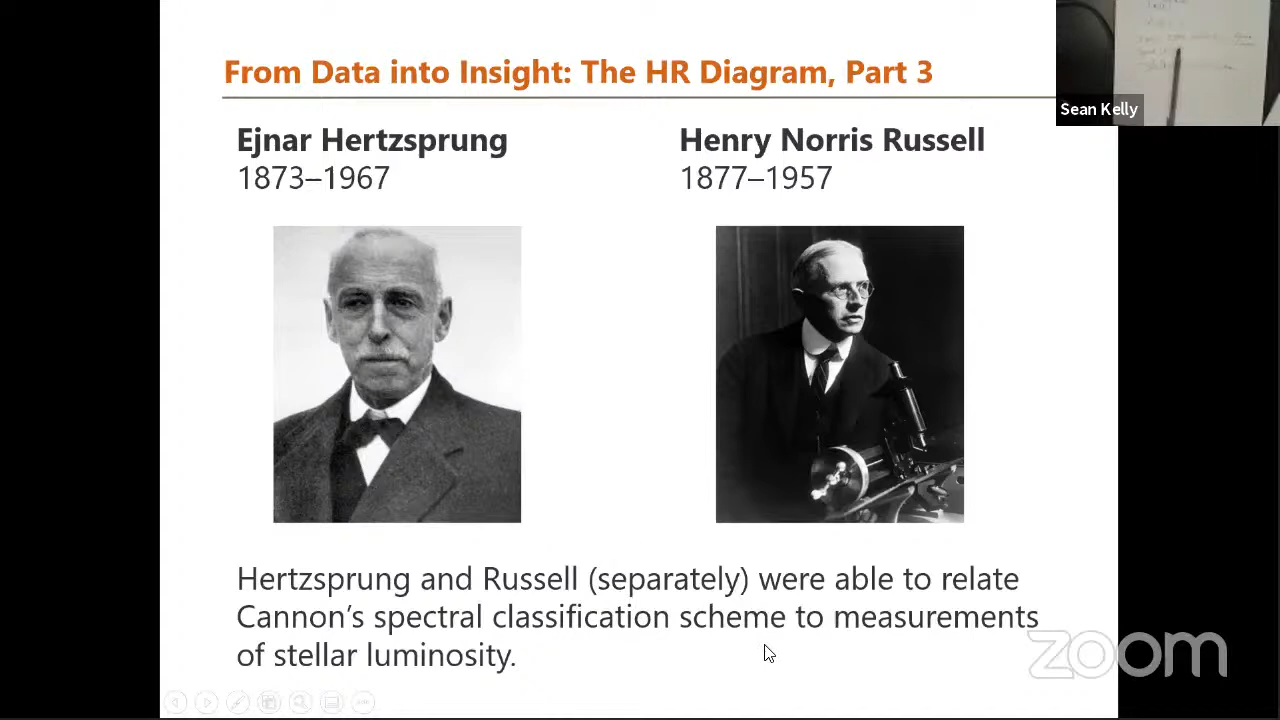 From Data into Insight: The HR Diagram, Part 3
Sean Kelly
Ejnar Hertzsprung
1873–1967
Henry Norris Russell
1877–1957
Hertzsprung and Russell (separately) were able to relate
Cannon’s spectral classification scheme to measurements
of stellar luminosity.
zoom